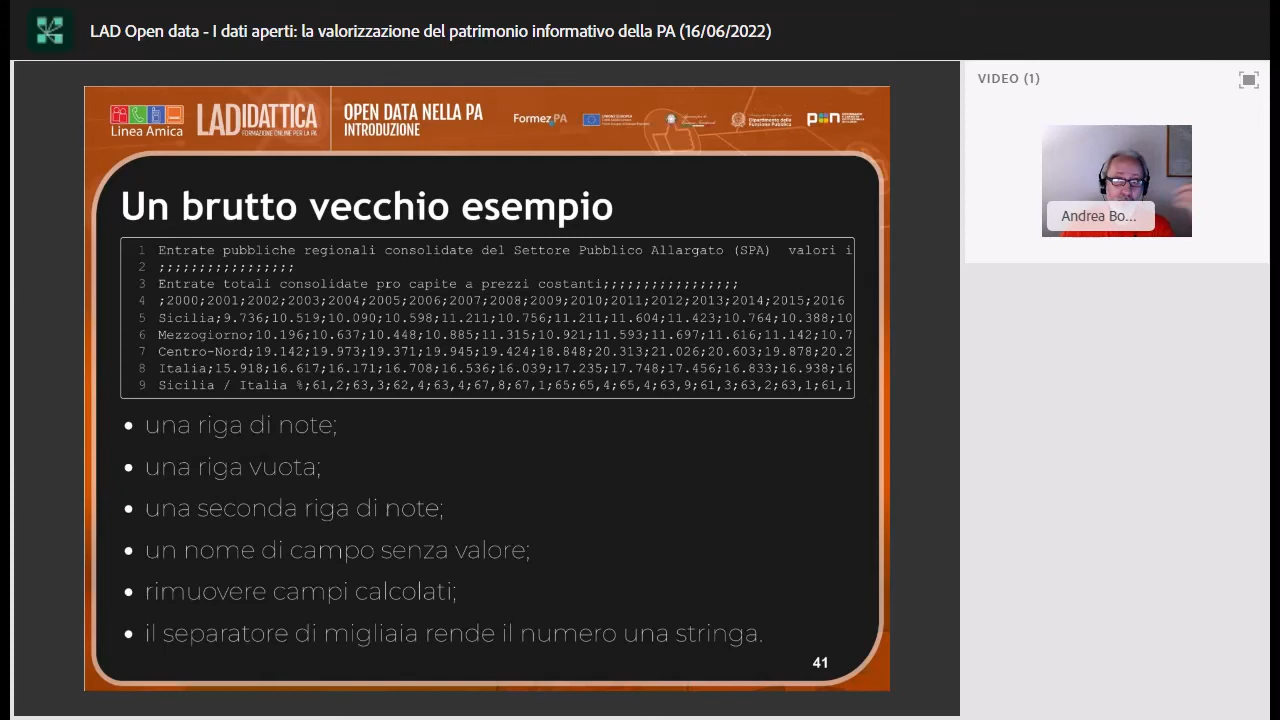 LAD Open data - I dati aperti: la valorizzazione del patrimonio informativo della PA (16/06/2022)
VIDEO (1)
Linea Amica
LADIDATTICA
FORMAZIONE ONLINE PER LA PA
OPEN DATA NELLA PA
INTRODUZIONE
FormezPA
Dipartimento della
Funzione Pubblica
pon
Andrea Bo...
Un brutto vecchio esempio
1 Entrate pubbliche regionali consolidate del Settore Pubblico Allargato (SPA) valori i
2 ;;;;;;;;;;;;;;;;;
3 Entrate totali consolidate pro capite a prezzi costanti;;;;;;;;;;;;;;;;;
4 ;2000;2001;2002;2003;2004;2005;2006;2007;2008;2009;2010;2011;2012;2013;2014;2015;2016
5 Sicilia;9.736;10.519;10.090;10.598;11.211;10.756;11.211;11.604;11.423;10.764;10.388;10
6 Mezzogiorno;10.196;10.637;10.448;10.885;11.315;10.921;11.593;11.697;11.616;11.142;10.7
7 Centro-Nord;19.142;19.973;19.371;19.945;19.424;18.848;20.313;21.026;20.603;19.878;20.2
8 Italia;15.918;16.617;16.171;16.708;16.536;16.039;17.235;17.748;17.456;16.833;16.938;16
9 Sicilia / Italia %;61,2;63,3;62,4;63,4;67,8;67,1;65;65,4;65,4;63,9;61,3;63,2;63,1;61,1
• una riga di note;
• una riga vuota;
• una seconda riga di note;
• un nome di campo senza valore;
• rimuovere campi calcolati;
• il separatore di migliaia rende il numero una stringa.
41